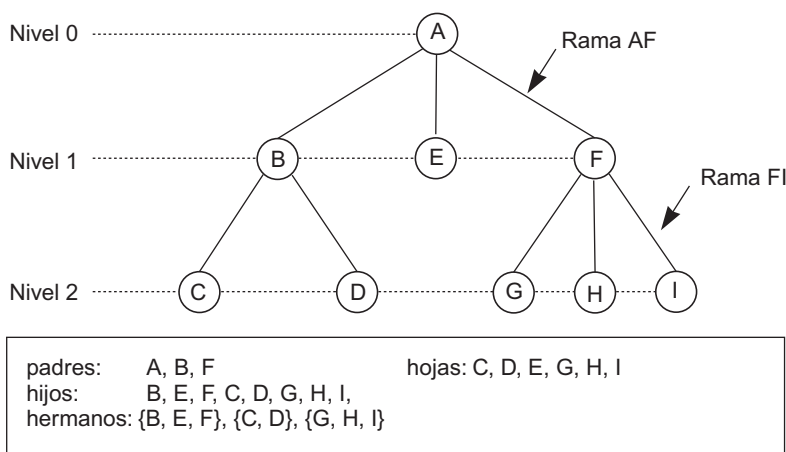 Nivel 0
A
Rama AF
Nivel 1
B
E
F
Rama FI
Nivel 2
C
D
G
H
I
padres: A, B, F
hojas: C, D, E, G, H, I
hijos: B, E, F, C, D, G, H, I,
hermanos: {B, E, F}, {C, D}, {G, H, I}